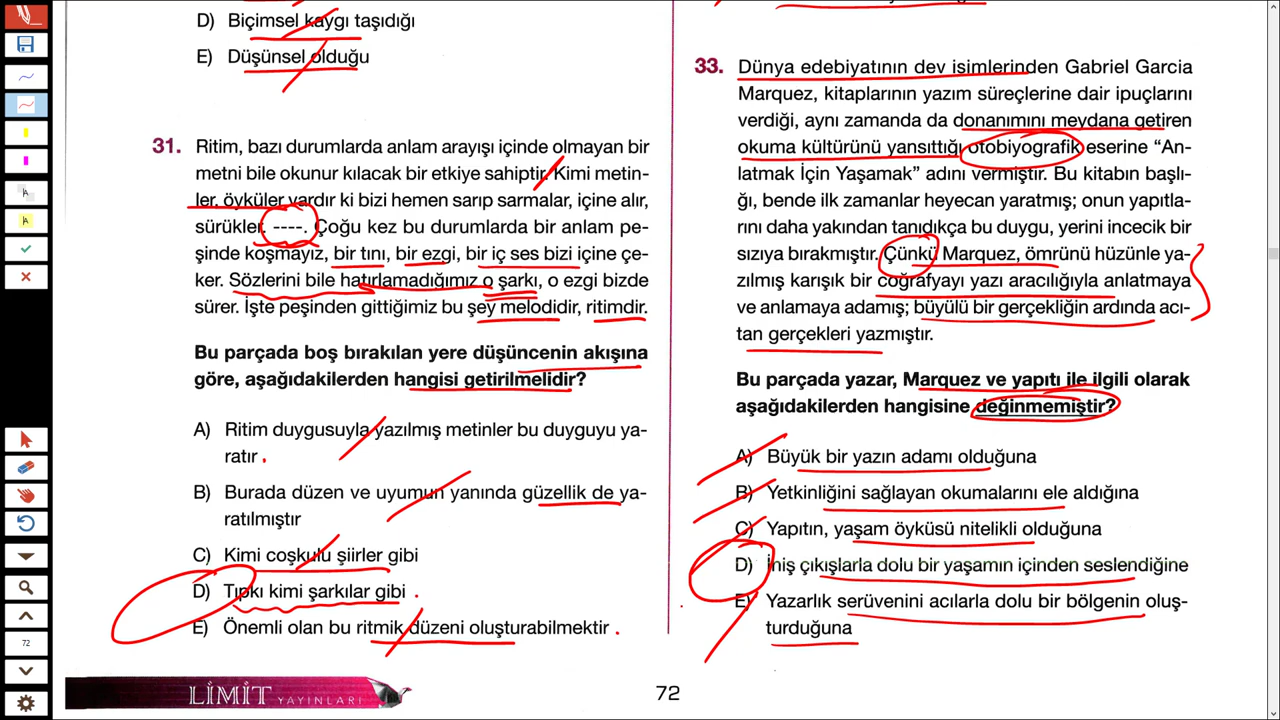 D) Biçimsel kaygı taşıdığı
E) Düşünsel olduğu
31. Ritim, bazı durumlarda anlam arayışı içinde olmayan bir
metni bile okunur kılacak bir etkiye sahiptir. Kimi metin-
ler, öyküler vardır ki bizi hemen sarıp sarmalar, içine alır,
sürükler. ----. Çoğu kez bu durumlarda bir anlam pe-
şinde koşmayız, bir tını, bir ezgi, bir iç ses bizi içine çe-
ker. Sözlerini bile hatırlamadığımız o şarkı, o ezgi bizde
sürer. İşte peşinden gittiğimiz bu şey melodidir, ritimdir.
Bu parçada boş bırakılan yere düşüncenin akışına
göre, aşağıdakilerden hangisi getirilmelidir?
A) Ritim duygusuyla yazılmış metinler bu duyguyu ya-
ratır
B) Burada düzen ve uyumun yanında güzellik de ya-
ratılmıştır
C) Kimi coşkulu şiirler gibi
D) Tıpkı kimi şarkılar gibi
E) Önemli olan bu ritmik düzeni oluşturabilmektir
33. Dünya edebiyatının dev isimlerinden Gabriel Garcia
Marquez, kitaplarının yazım süreçlerine dair ipuçlarını
verdiği, aynı zamanda da donanımını meydana getiren
okuma kültürünü yansıttığı otobiyografik eserine “An-
latmak İçin Yaşamak” adını vermiştir. Bu kitabın başlı-
ğı, bende ilk zamanlar heyecan yaratmış; onun yapıtla-
rını daha yakından tanıdıkça bu duygu, yerini incecik bir
sızıya bırakmıştır. Çünkü Marquez, ömrünü hüzünle ya-
zılmış karışık bir coğrafyayı yazı aracılığıyla anlatmaya
ve anlamaya adamış; büyülü bir gerçekliğin ardında acı-
tan gerçekleri yazmıştır.
Bu parçada yazar, Marquez ve yapıtı ile ilgili olarak
aşağıdakilerden hangisine değinmemiştir?
A) Büyük bir yazın adamı olduğuna
B) Yetkinliğini sağlayan okumalarını ele aldığına
C) Yapıtın, yaşam öyküsü nitelikli olduğuna
D) İniş çıkışlarla dolu bir yaşamın içinden seslendiğine
E) Yazarlık serüvenini acılarla dolu bir bölgenin oluş-
turduğuna
72
LİMİT YAYINLARI
72